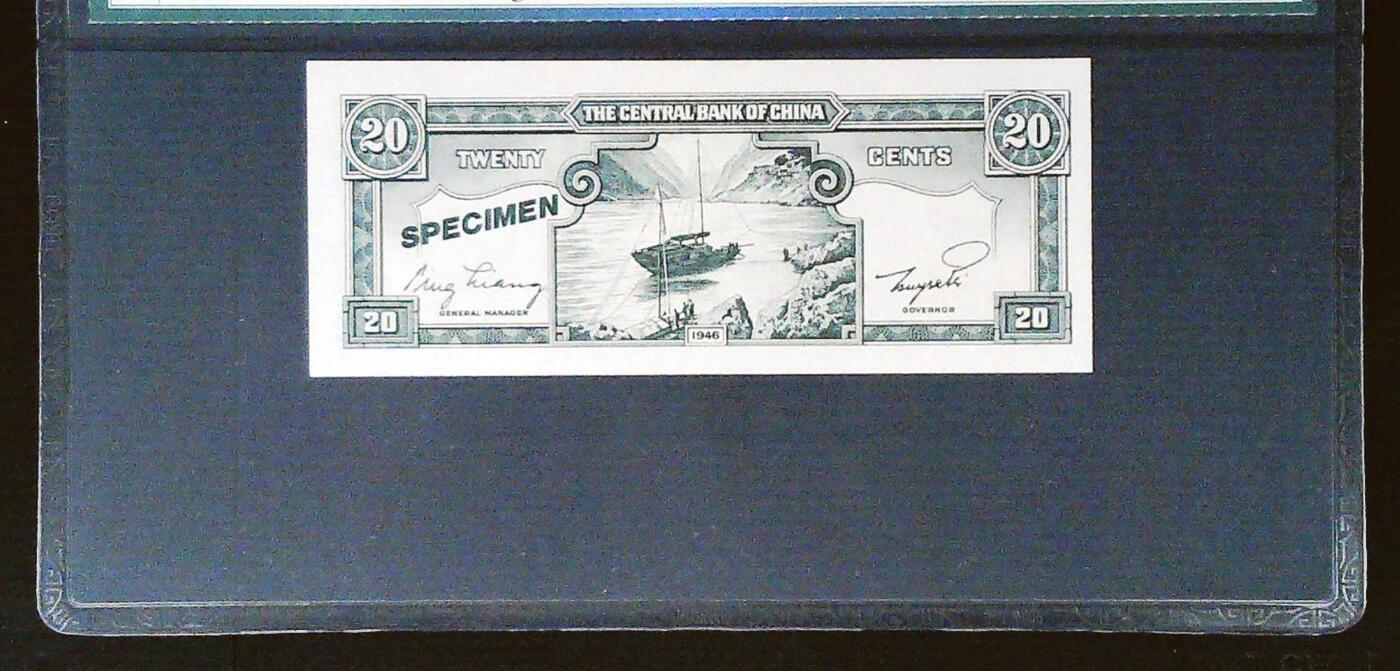 THE CENTRAL BANK OF CHINA
20 20
TWENTY CENTS
SPECIMEN
GENERAL MANAGER GOVERNOR
20 1946 20